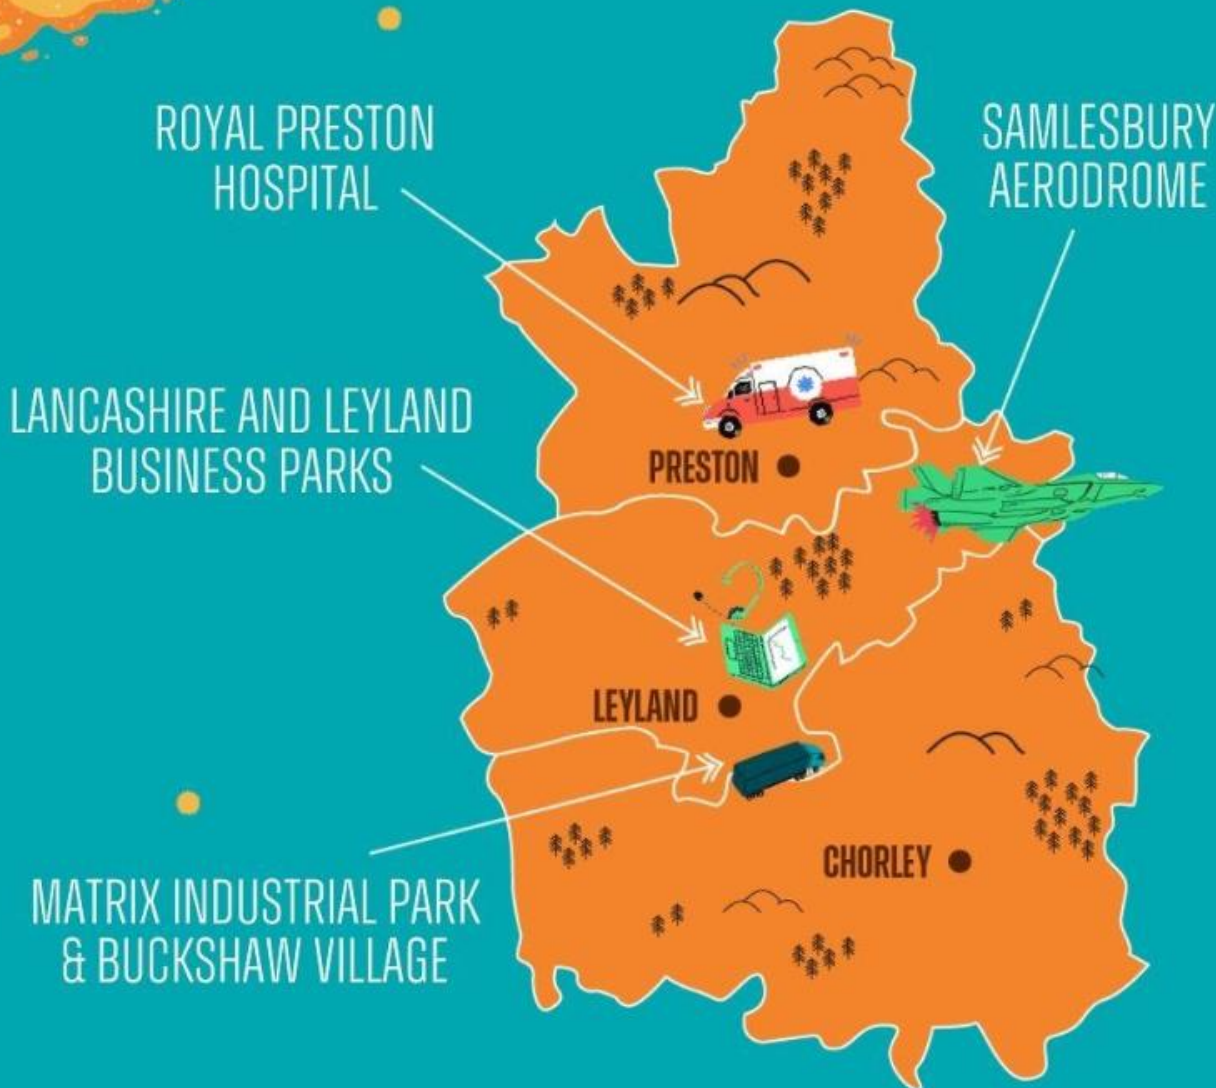 ROYAL PRESTON
HOSPITAL
SAMLESBURY
AERODROME
LANCASHIRE AND LEYLAND
BUSINESS PARKS
PRESTON
LEYLAND
MATRIX INDUSTRIAL PARK
& BUCKSHAW VILLAGE
CHORLEY